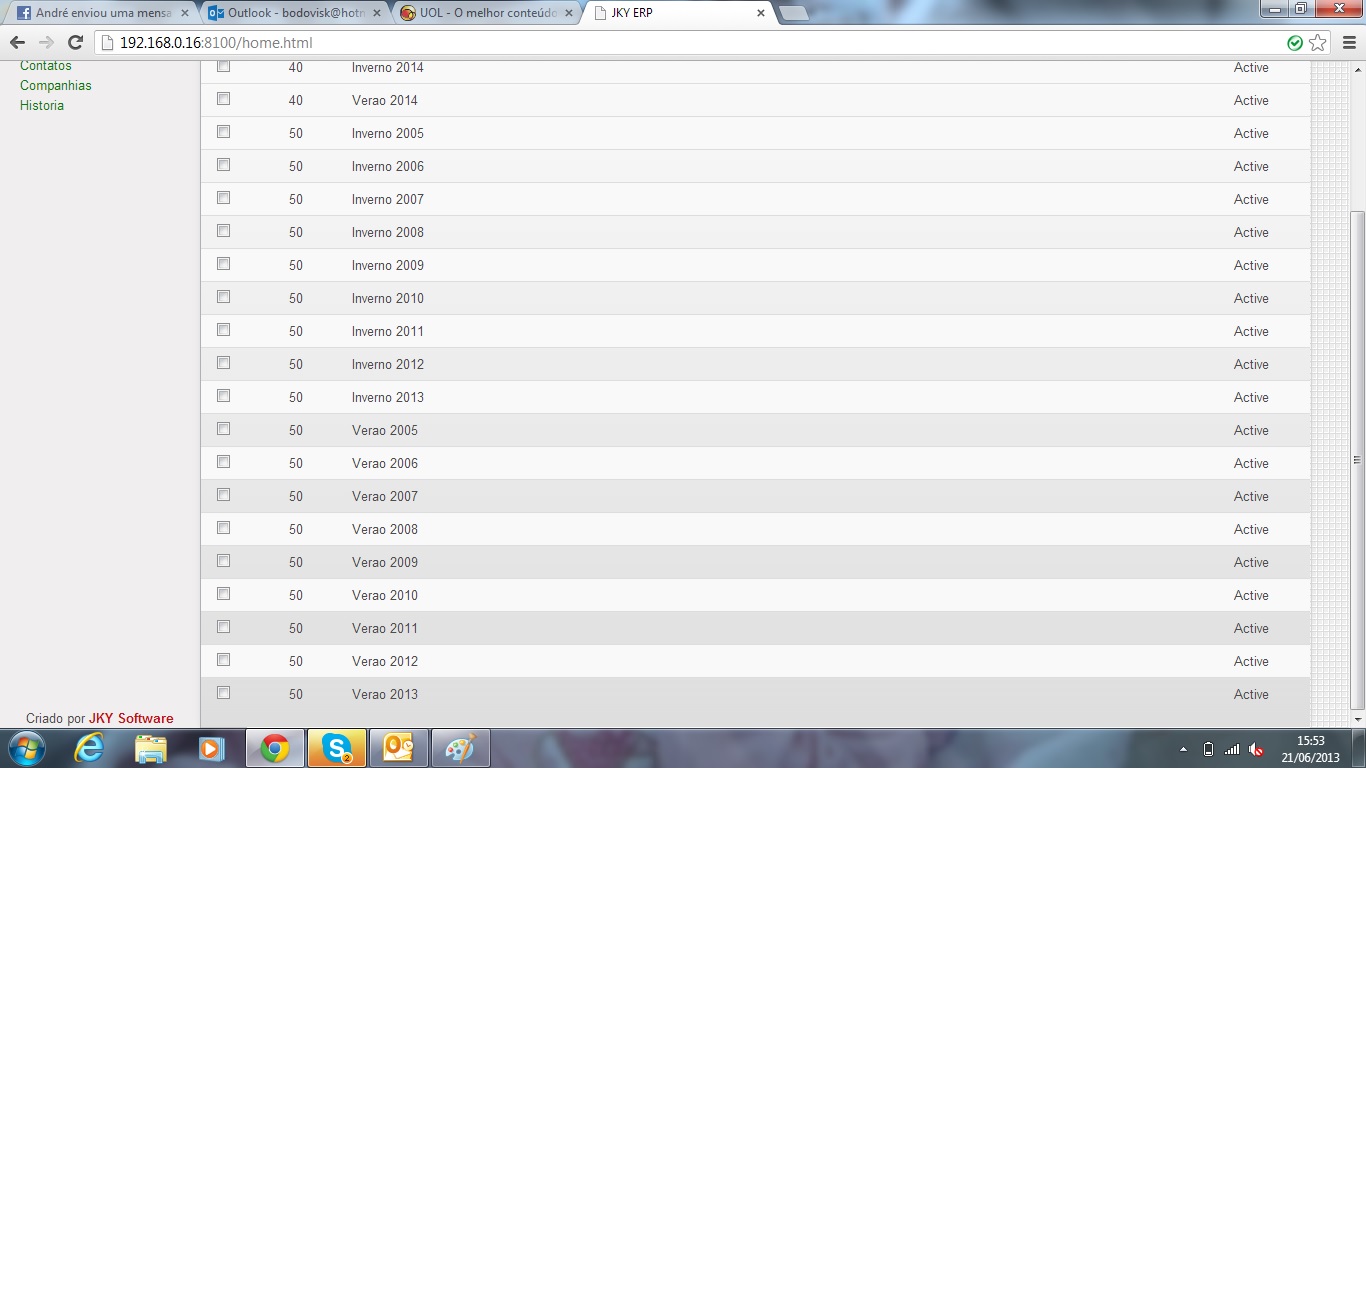 André enviou uma mensa
Outlook - bodovisk@hotn
UOL - O melhor conteúdo
JKY ERP
192.168.0.16:8100/home.html
Contatos
Companhias
Historia
40 Inverno 2014 Active
40 Verao 2014 Active
50 Inverno 2005 Active
50 Inverno 2006 Active
50 Inverno 2007 Active
50 Inverno 2008 Active
50 Inverno 2009 Active
50 Inverno 2010 Active
50 Inverno 2011 Active
50 Inverno 2012 Active
50 Inverno 2013 Active
50 Verao 2005 Active
50 Verao 2006 Active
50 Verao 2007 Active
50 Verao 2008 Active
50 Verao 2009 Active
50 Verao 2010 Active
50 Verao 2011 Active
50 Verao 2012 Active
50 Verao 2013 Active
Criado por JKY Software
2
15:53
21/06/2013